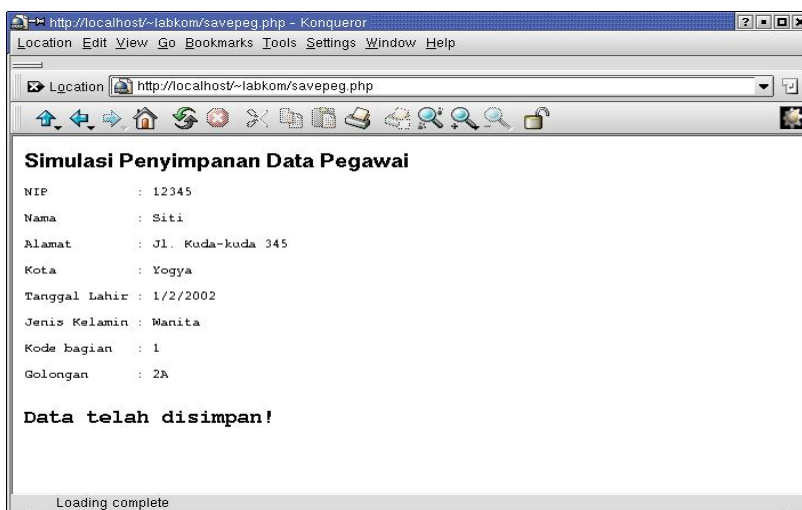 http://localhost/~labkom/savepeg.php - Konqueror
Location Edit View Go Bookmarks Tools Settings Window Help
Location http://localhost/~labkom/savepeg.php
Simulasi Penyimpanan Data Pegawai
NIP : 12345
Nama : Siti
Alamat : Jl. Kuda-kuda 345
Kota : Yogya
Tanggal Lahir : 1/2/2002
Jenis Kelamin : Wanita
Kode bagian : 1
Golongan : 2A
Data telah disimpan!
Loading complete